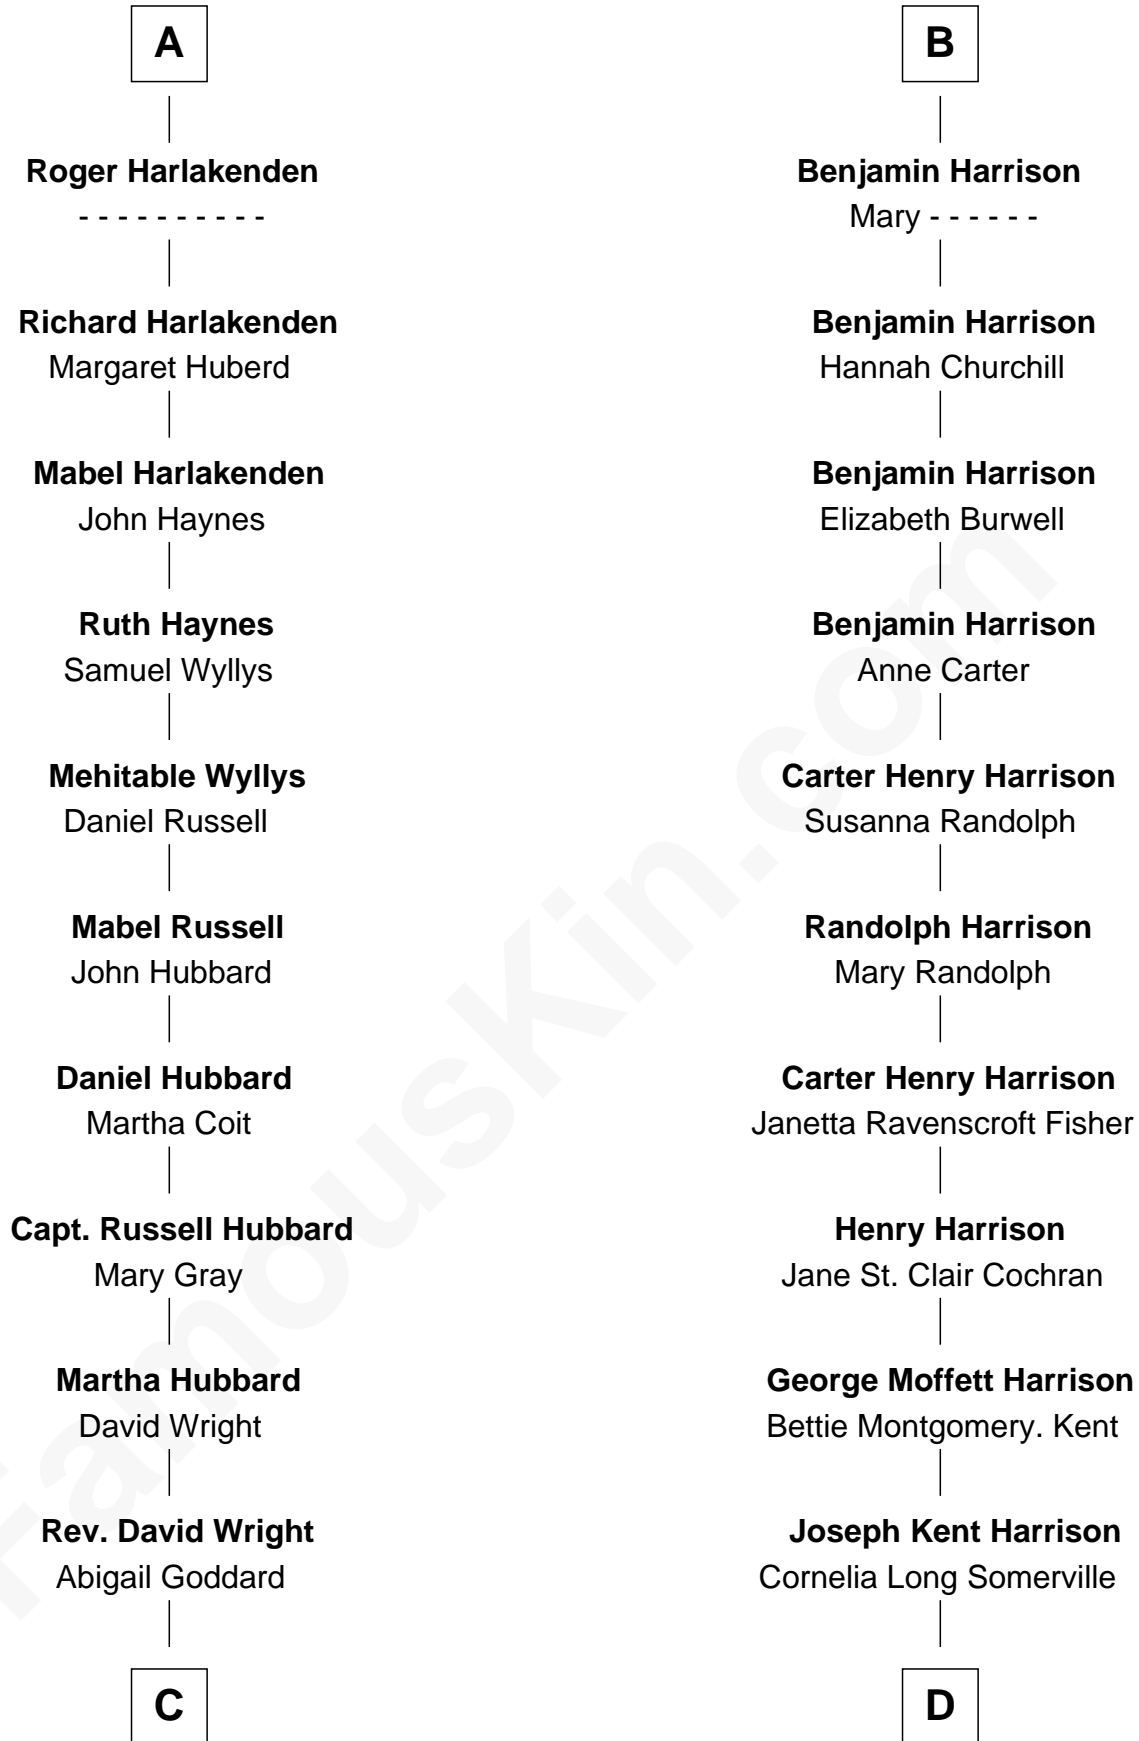 A
Roger Harlakenden
- - - - - - - - - -
Richard Harlakenden
Margaret Huberd
Mabel Harlakenden
John Haynes
Ruth Haynes
Samuel Wyllys
Mehitable Wyllys
Daniel Russell
Mabel Russell
John Hubbard
Daniel Hubbard
Martha Coit
Capt. Russell Hubbard
Mary Gray
Martha Hubbard
David Wright
Rev. David Wright
Abigail Goddard
C
B
Benjamin Harrison
Mary - - - - - -
Benjamin Harrison
Hannah Churchill
Benjamin Harrison
Elizabeth Burwell
Benjamin Harrison
Anne Carter
Carter Henry Harrison
Susanna Randolph
Randolph Harrison
Mary Randolph
Carter Henry Harrison
Janetta Ravenscroft Fisher
Henry Harrison
Jane St. Clair Cochran
George Moffett Harrison
Bettie Montgomery. Kent
Joseph Kent Harrison
Cornelia Long Somerville
D
FamousKin.com